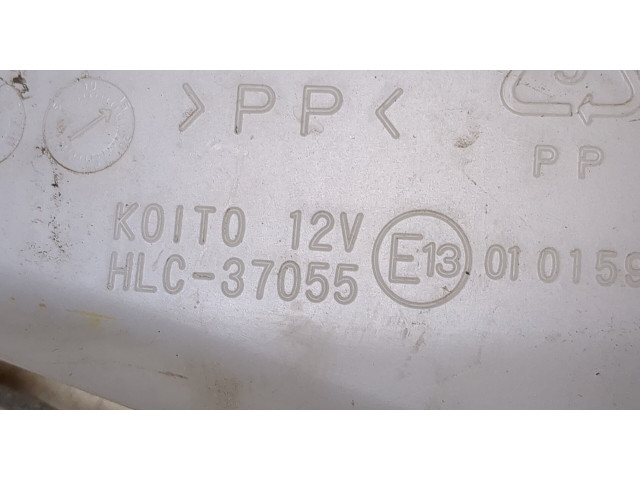 >PP<
PP
KOITO 12V
HLC-37055 E13 01 0159